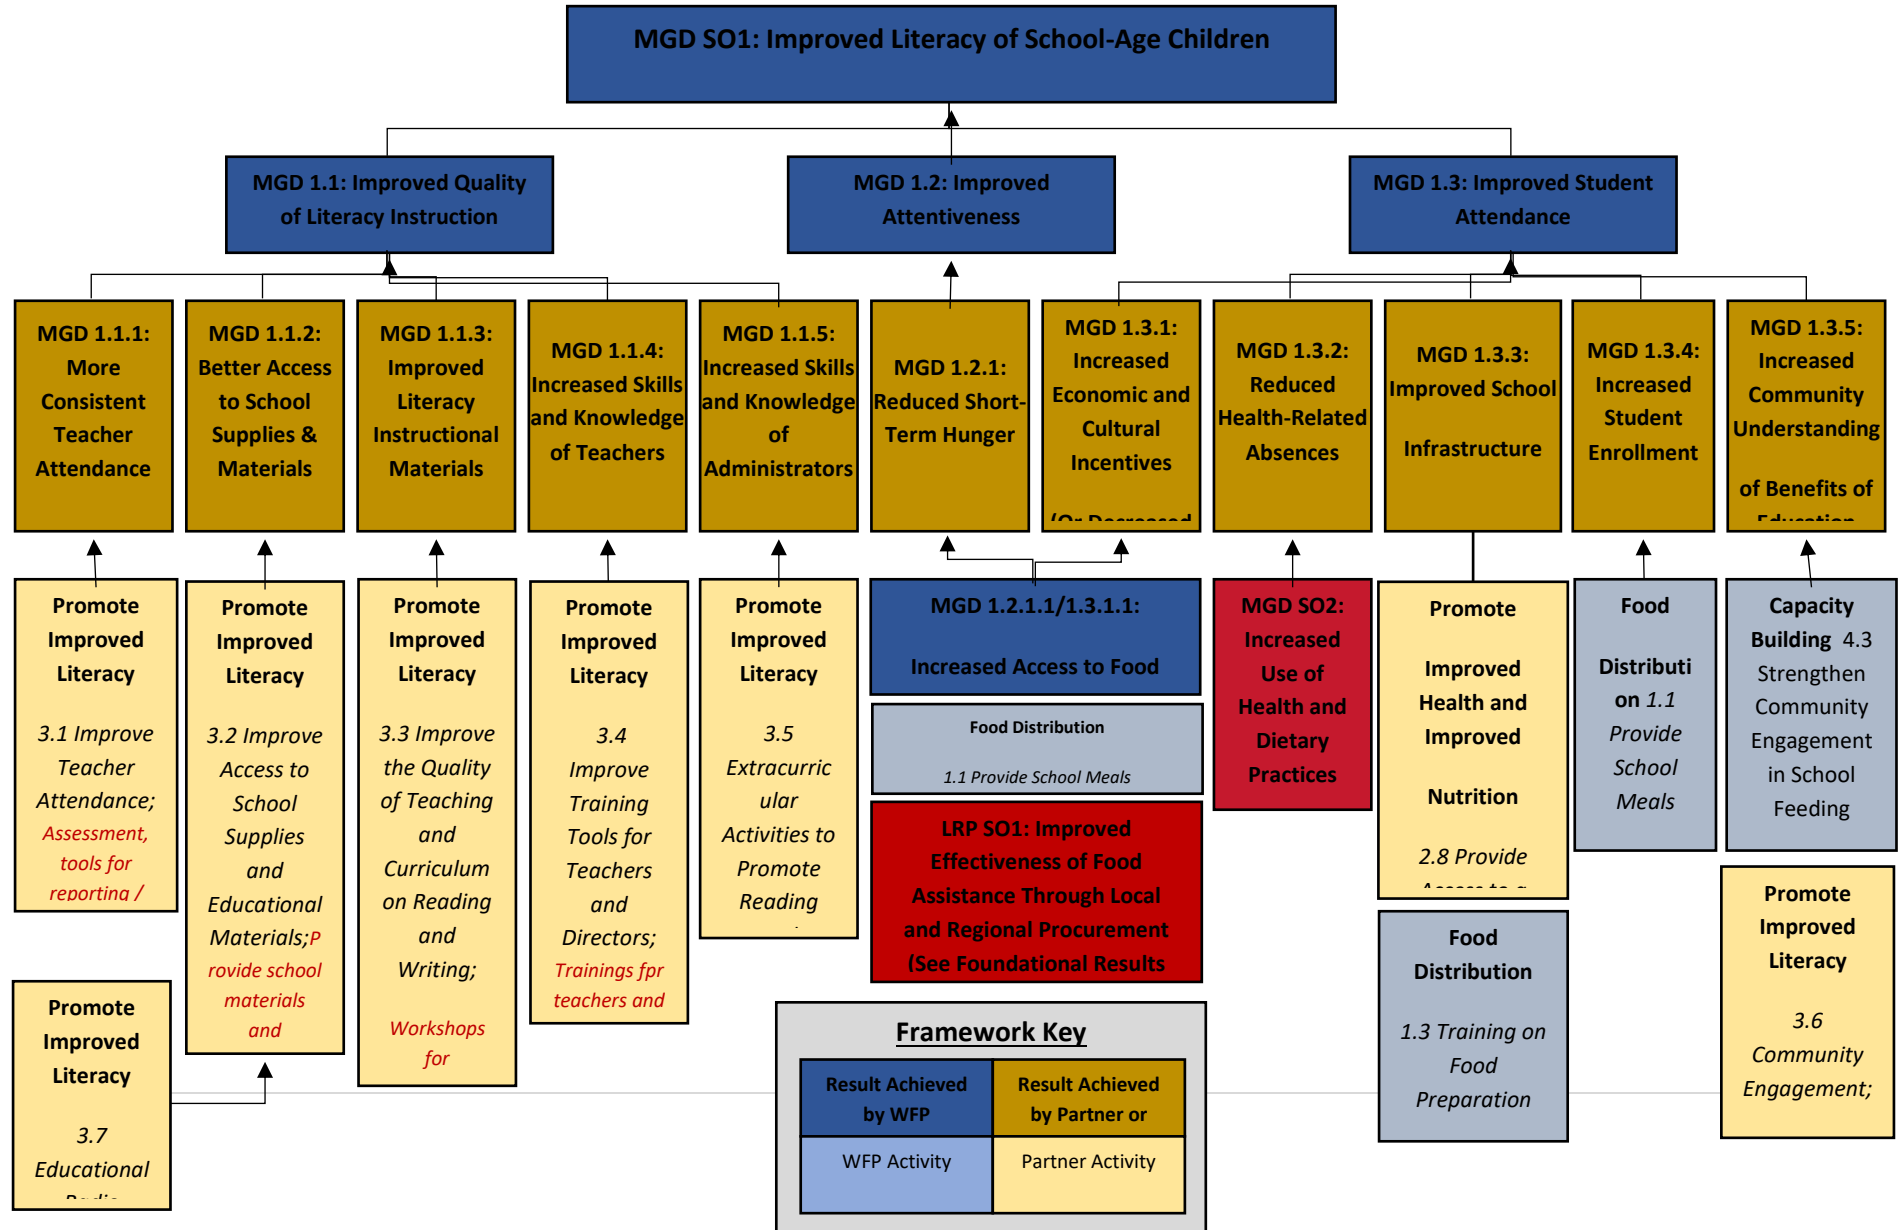 MGD SO1: Improved Literacy of School-Age Children
MGD 1.1: Improved Quality
of Literacy Instruction
MGD 1.2: Improved
Attentiveness
MGD 1.3: Improved Student
Attendance
MGD 1.1.1:
More
Consistent
Teacher
Attendance
MGD 1.1.2:
Better Access
to School
Supplies &
Materials
MGD 1.1.3:
Improved
Literacy
Instructional
Materials
MGD 1.1.4:
Increased Skills
and Knowledge
of Teachers
MGD 1.1.5:
Increased Skills
and Knowledge
of
Administrators
MGD 1.2.1:
Reduced Short-
Term Hunger
MGD 1.3.1:
Increased
Economic and
Cultural
Incentives
(Or Decreased
MGD 1.3.2:
Reduced
Health-Related
Absences
MGD 1.3.3:
Improved School
Infrastructure
MGD 1.3.4:
Increased
Student
Enrollment
MGD 1.3.5:
Increased
Community
Understanding
of Benefits of
Education
Promote
Improved
Literacy
3.1 Improve
Teacher
Attendance;
Assessment,
tools for
reporting /
Promote
Improved
Literacy
3.2 Improve
Access to
School
Supplies
and
Educational
Materials;P
rovide school
materials
and
Promote
Improved
Literacy
3.3 Improve
the Quality
of Teaching
and
Curriculum
on Reading
and
Writing;
Workshops
for
Promote
Improved
Literacy
3.4
Improve
Training
Tools for
Teachers
and
Directors;
Trainings fpr
teachers and
Promote
Improved
Literacy
3.5
Extracurric
ular
Activities to
Promote
Reading
MGD 1.2.1.1/1.3.1.1:
Increased Access to Food
Food Distribution
1.1 Provide School Meals
LRP SO1: Improved
Effectiveness of Food
Assistance Through Local
and Regional Procurement
(See Foundational Results
MGD SO2:
Increased
Use of
Health and
Dietary
Practices
Promote
Improved
Health and
Improved
Nutrition
2.8 Provide
Access to a
Food
Distribution
1.3 Training on
Food
Preparation
Food
Distributi
on 1.1
Provide
School
Meals
Capacity
Building 4.3
Strengthen
Community
Engagement
in School
Feeding
Promote
Improved
Literacy
3.6
Community
Engagement;
Promote
Improved
Literacy
3.7
Educational
Radio
Framework Key
Result Achieved
by WFP
Result Achieved
by Partner or
WFP Activity
Partner Activity